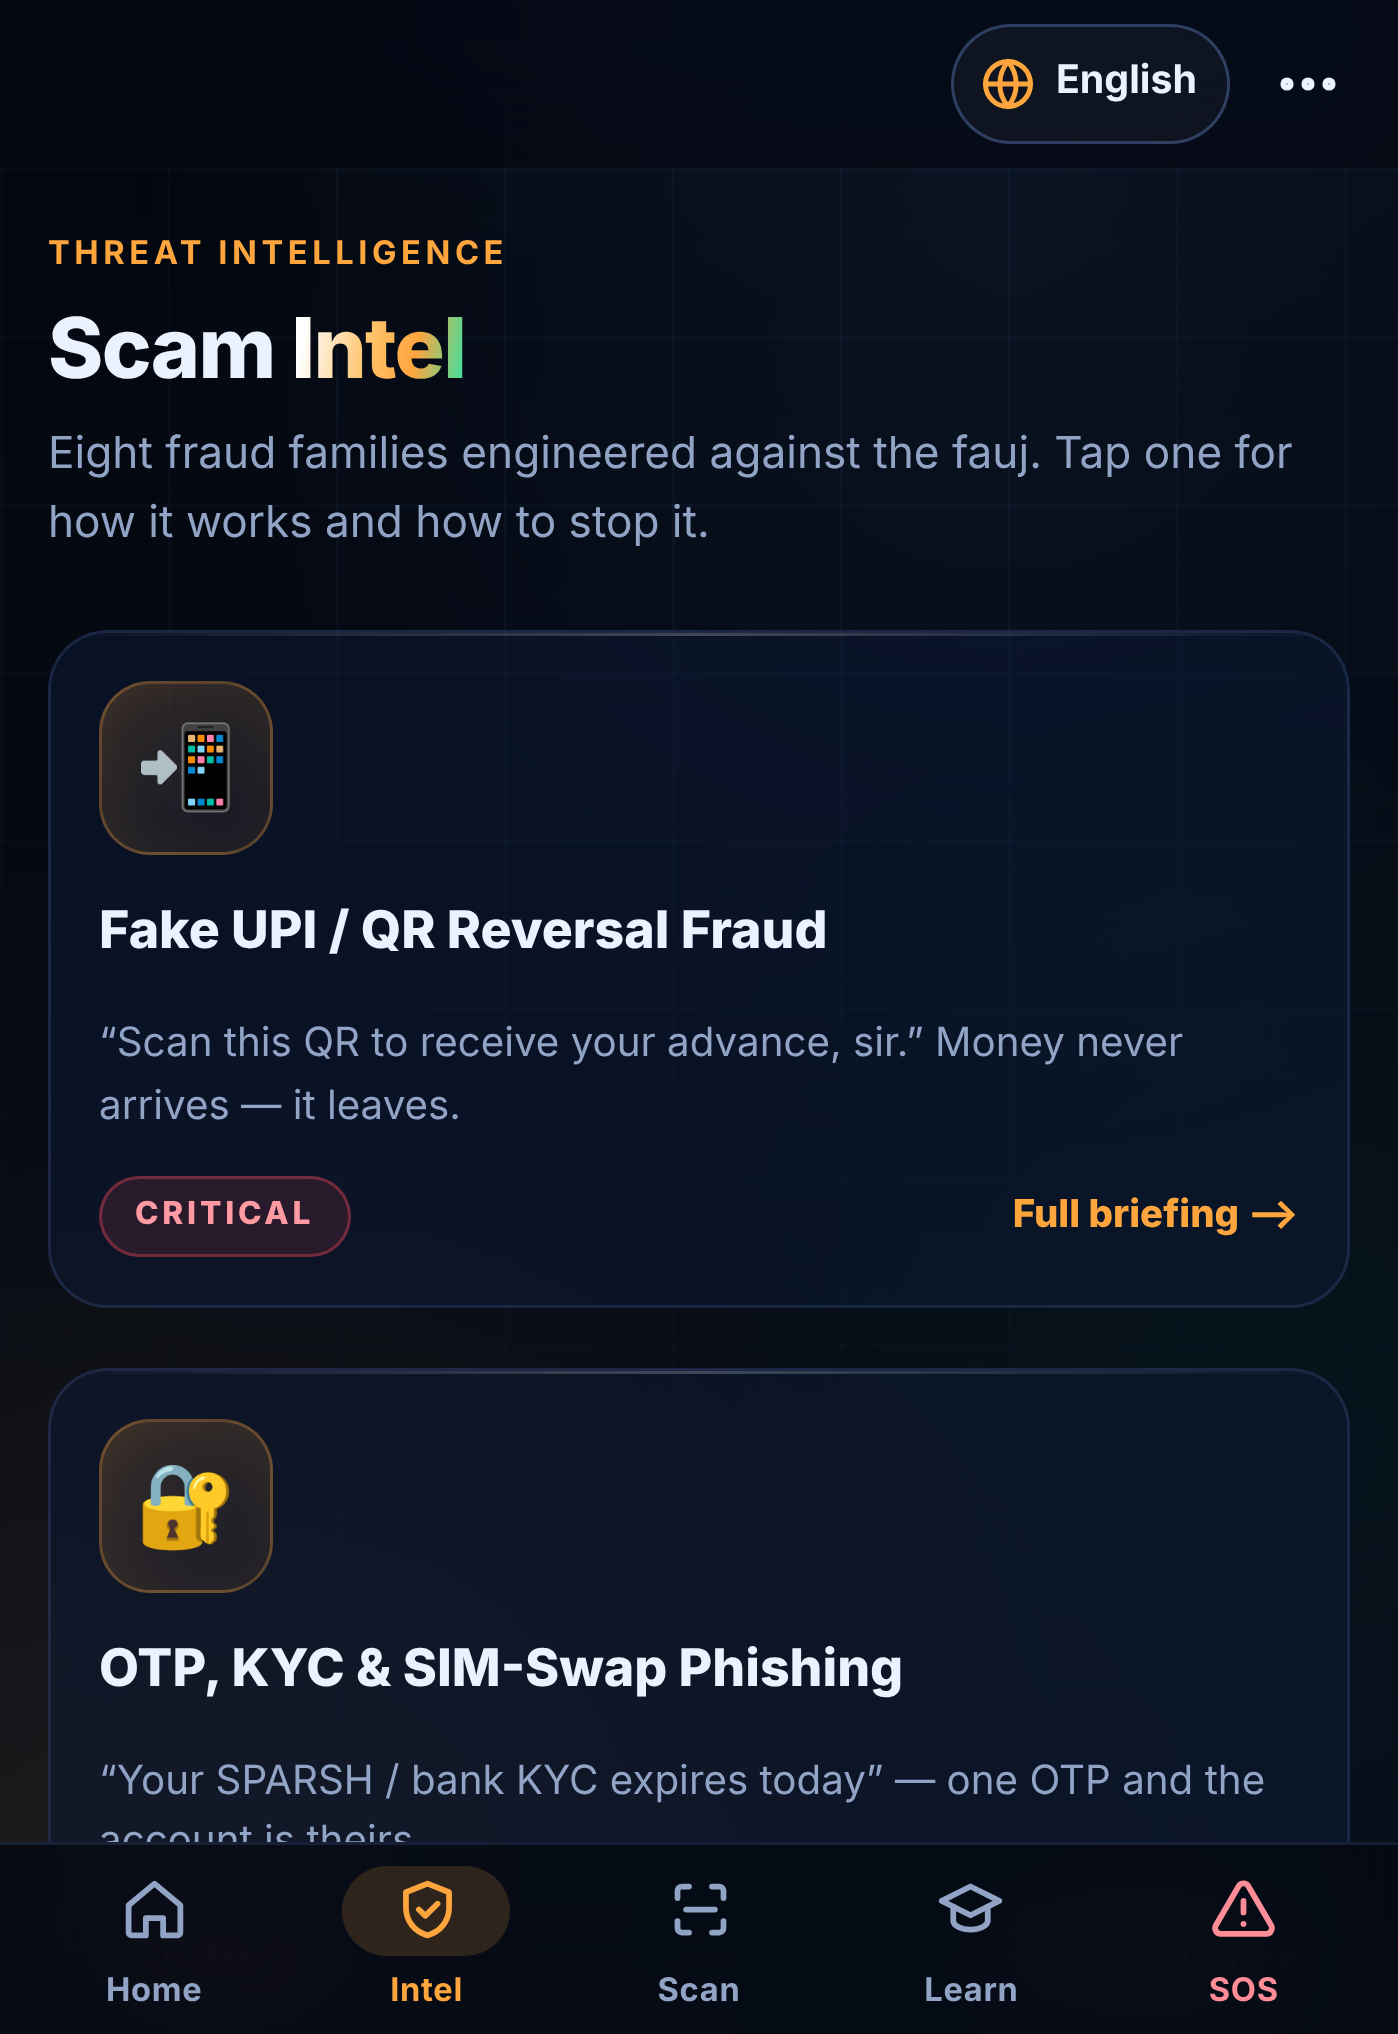 English
THREAT INTELLIGENCE
Scam Intel
Eight fraud families engineered against the fauj. Tap one for
how it works and how to stop it.
Fake UPI / QR Reversal Fraud
“Scan this QR to receive your advance, sir.” Money never
arrives — it leaves.
CRITICAL
Full briefing →
OTP, KYC & SIM-Swap Phishing
“Your SPARSH / bank KYC expires today” — one OTP and the
account is theirs.
Home
Intel
Scan
Learn
SOS